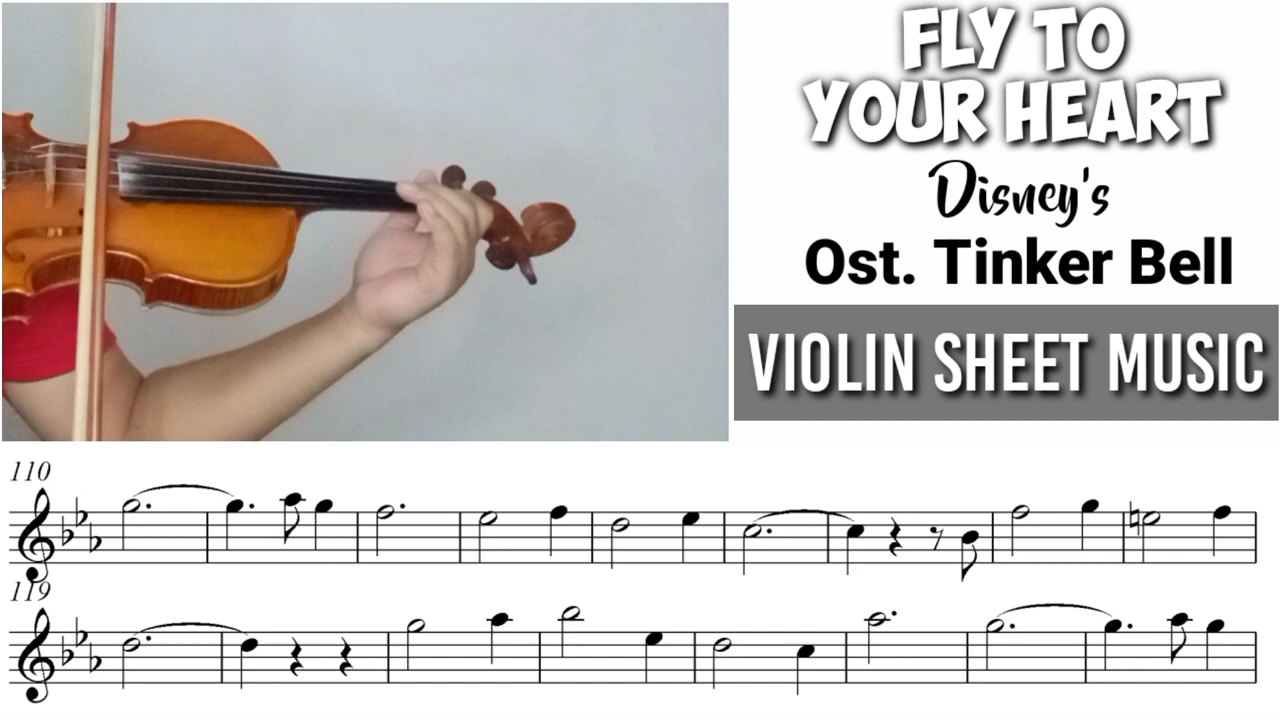 FLY TO
YOUR HEART
Disney's
Ost. Tinker Bell
VIOLIN SHEET MUSIC
110
119